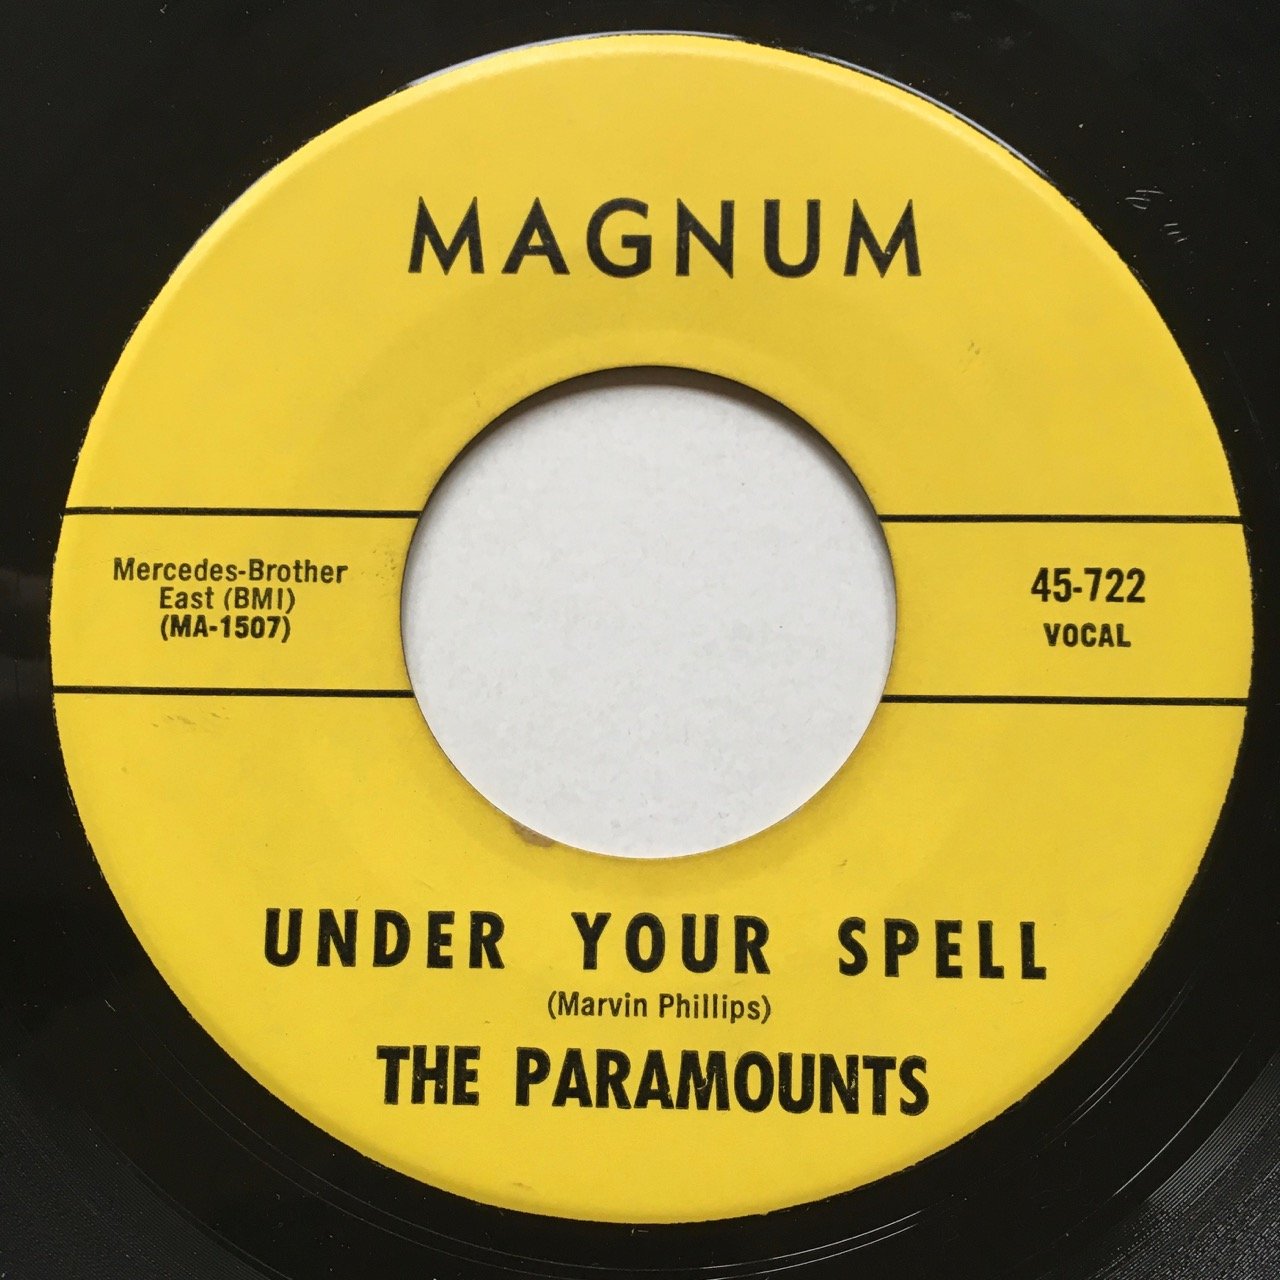 MAGNUM
Mercedes-Brother
East (BMI)
(MA-1507)
45-722
VOCAL
UNDER YOUR SPELL
(Marvin Phillips)
THE PARAMOUNTS